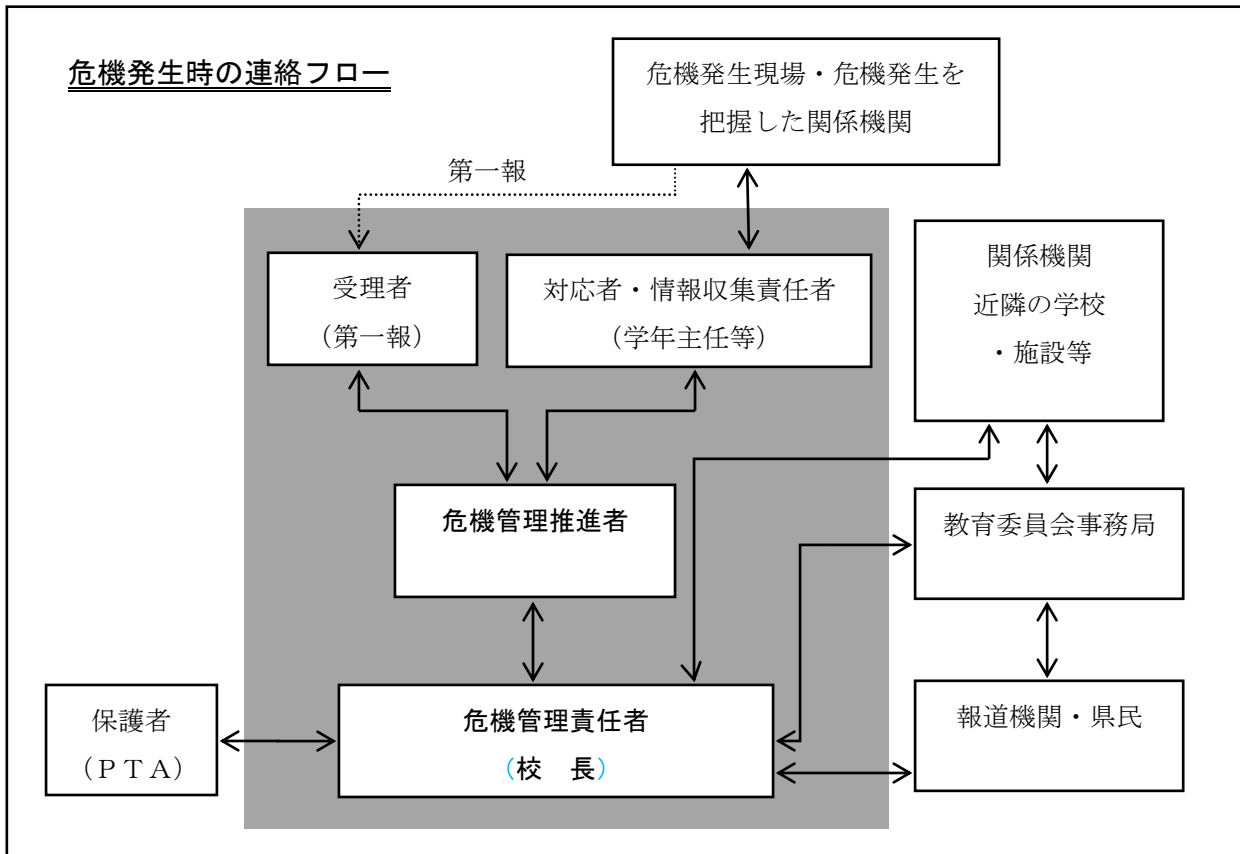 危機発生時の連絡フロー
危機発生現場・危機発生を
把握した関係機関
第一報
受理者
（第一報）
対応者・情報収集責任者
（学年主任等）
関係機関
近隣の学校
・施設等
危機管理推進者
教育委員会事務局
保護者
（ＰＴＡ）
危機管理責任者
（校　長）
報道機関・県民